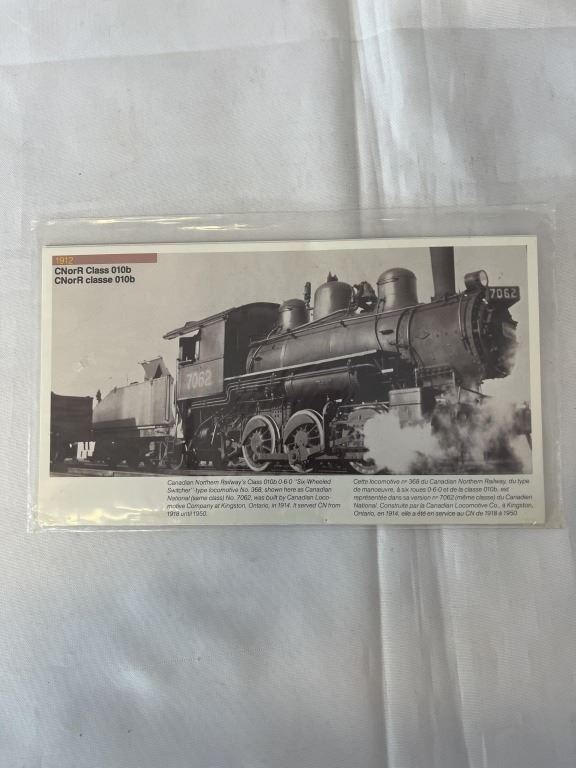 1912
CNorR Class 010b
CNorR classe 010b
7062
7062
Canadian Northern Railway's Class 010b 0-6-0 "Six-Wheeled
Switcher"-type locomotive No. 368, shown here as Canadian
National (same class) No. 7062, was built by Canadian Loco-
motive Company at Kingston, Ontario, in 1914. It served CN from
1918 until 1950.
Cette locomotive nº 368 du Canadian Northern Railway, du type
de manoeuvre, à six roues 0-6-0 et de la classe 010b, est
représentée dans sa version nº 7062 (même classe) du Canadien
National. Construite par la Canadian Locomotive Co., à Kingston,
Ontario, en 1914, elle a été en service au CN de 1918 à 1950.